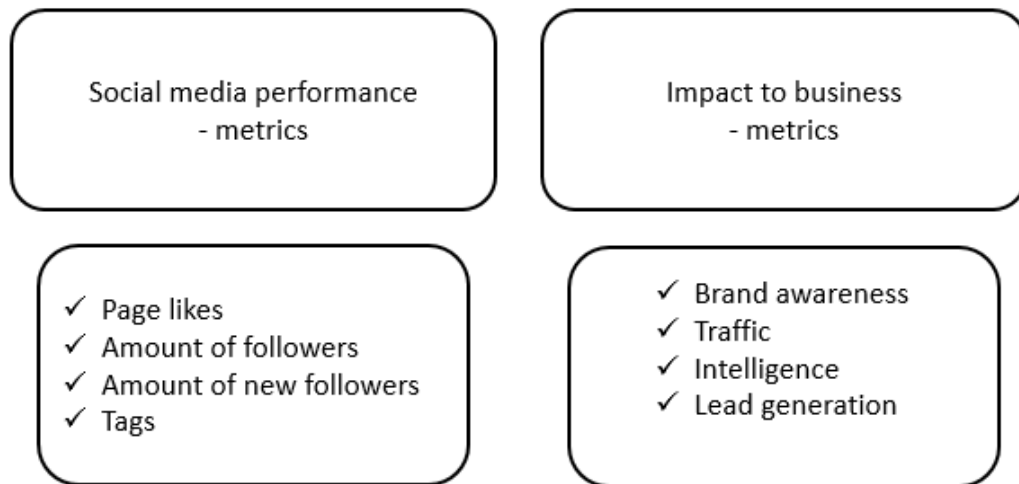 Social media performance
- metrics
Impact to business
- metrics
✓ Page likes
✓ Amount of followers
✓ Amount of new followers
✓ Tags
✓ Brand awareness
✓ Traffic
✓ Intelligence
✓ Lead generation